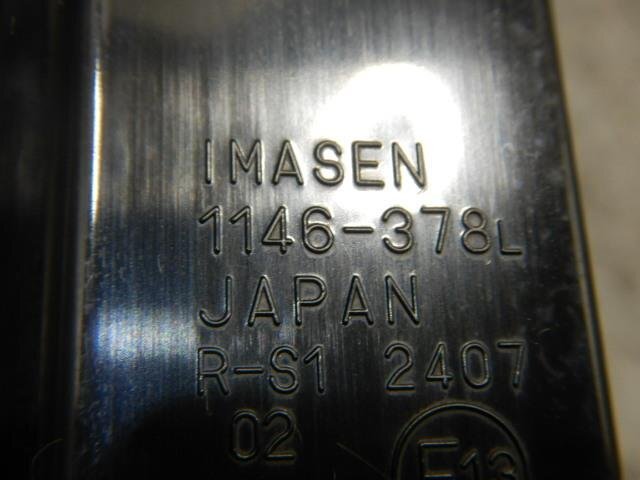 IMASEN
1146-378L
JAPAN
R-S1 2407
02
E13